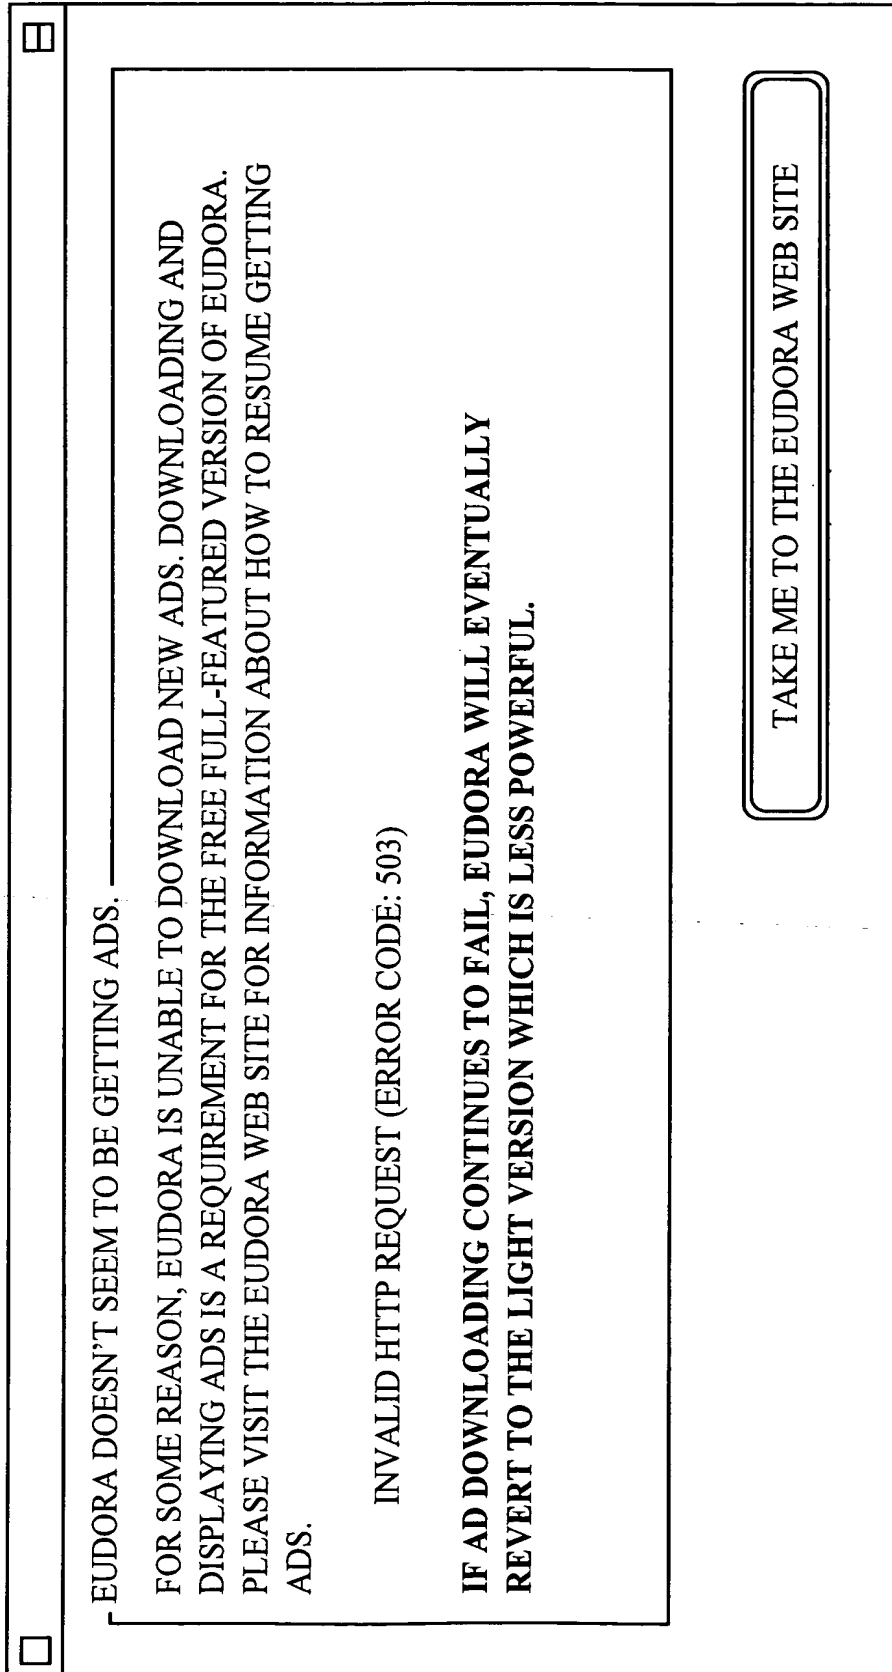 EUDORA DOESN'T SEEM TO BE GETTING ADS.
FOR SOME REASON, EUDORA IS UNABLE TO DOWNLOAD NEW ADS. DOWNLOADING AND
DISPLAYING ADS IS A REQUIREMENT FOR THE FREE FULL-FEATURED VERSION OF EUDORA.
PLEASE VISIT THE EUDORA WEB SITE FOR INFORMATION ABOUT HOW TO RESUME GETTING
ADS.
INVALID HTTP REQUEST (ERROR CODE: 503)
IF AD DOWNLOADING CONTINUES TO FAIL, EUDORA WILL EVENTUALLY
REVERT TO THE LIGHT VERSION WHICH IS LESS POWERFUL.
TAKE ME TO THE EUDORA WEB SITE